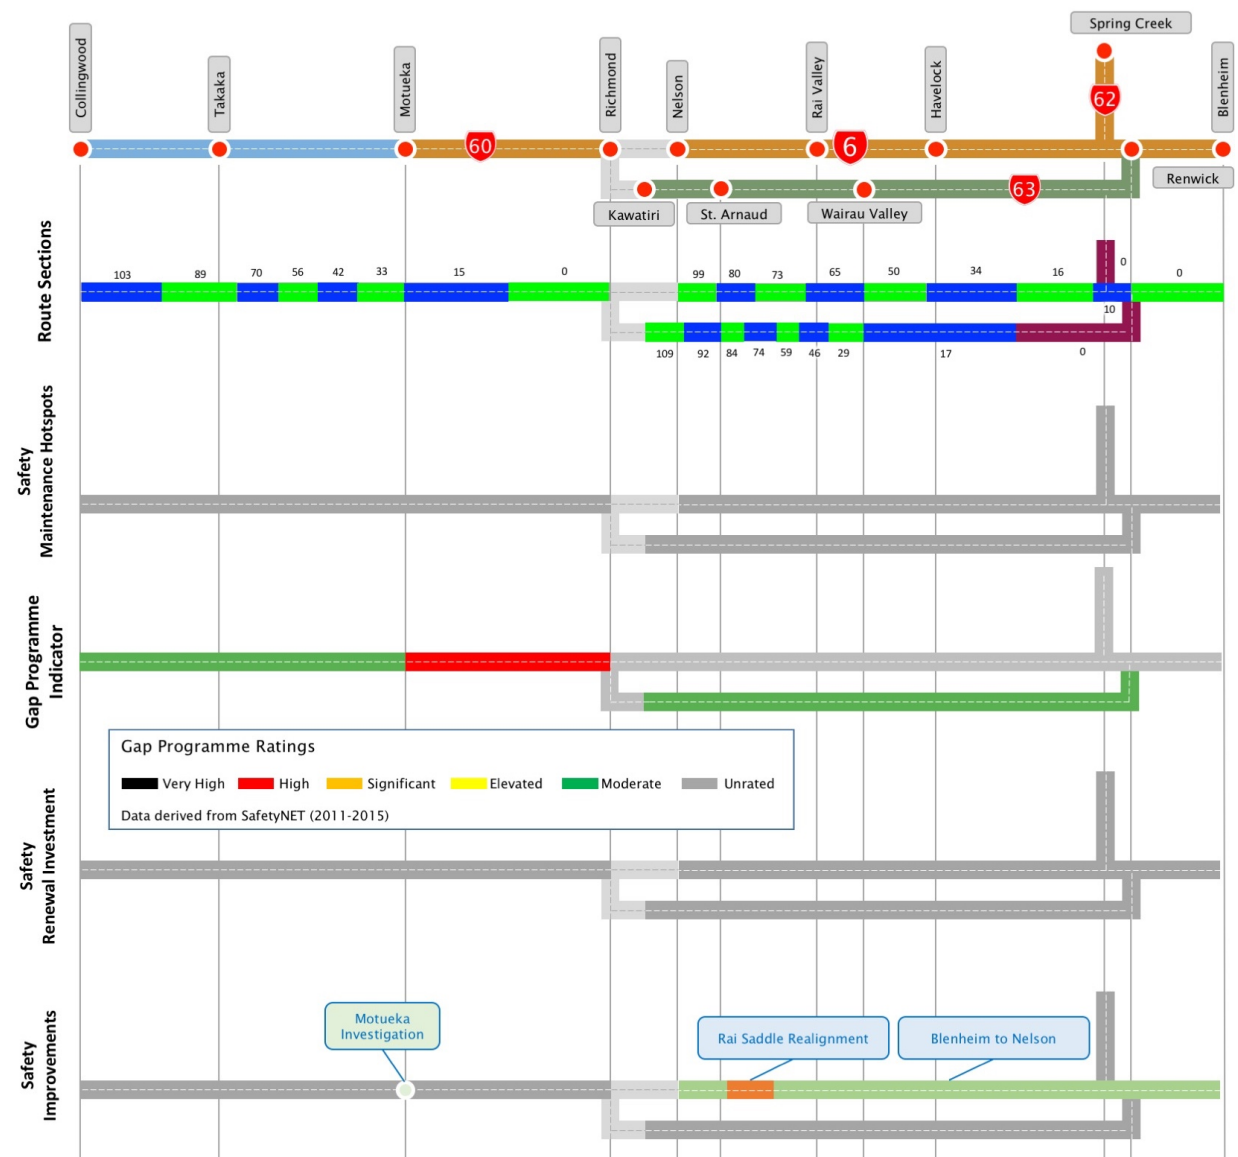 Spring Creek
Collingwood
Takaka
Motueka
Richmond
Nelson
Rai Valley
Havelock
Blenheim
62
60
6
Renwick
63
Kawatiri
St. Arnaud
Wairau Valley
Route Sections
103
89
70
56
42
33
15
0
99
80
73
65
50
34
16
0
0
10
109
92
84
74
59
46
29
17
0
Safety
Maintenance Hotspots
Gap Programme
Indicator
Gap Programme Ratings
Very High
High
Significant
Elevated
Moderate
Unrated
Data derived from SafetyNET (2011-2015)
Safety
Renewal Investment
Safety
Improvements
Motueka
Investigation
Rai Saddle Realignment
Blenheim to Nelson